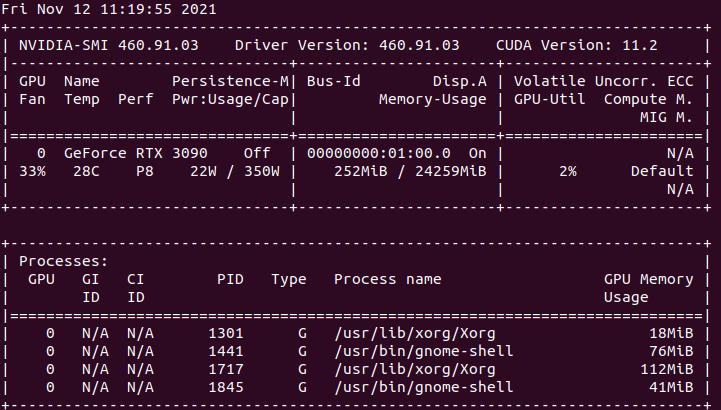 Fri Nov 12 11:19:55 2021
+-----------------------------------------------------------------------------+
| NVIDIA-SMI 460.91.03    Driver Version: 460.91.03    CUDA Version: 11.2     |
|-------------------------------+----------------------+----------------------+
| GPU  Name        Persistence-M| Bus-Id        Disp.A | Volatile Uncorr. ECC |
| Fan  Temp  Perf  Pwr:Usage/Cap|         Memory-Usage | GPU-Util  Compute M. |
|                               |                      |               MIG M. |
|===============================+======================+======================|
|   0  GeForce RTX 3090    Off  | 00000000:01:00.0  On |                  N/A |
| 33%   28C    P8    22W / 350W |    252MiB / 24259MiB |      2%      Default |
|                               |                      |                  N/A |
+-------------------------------+----------------------+----------------------+

+-----------------------------------------------------------------------------+
| Processes:                                                                  |
|  GPU   GI   CI        PID   Type   Process name                  GPU Memory |
|        ID   ID                                                   Usage      |
|=============================================================================|
|    0   N/A  N/A      1301      G   /usr/lib/xorg/Xorg                 18MiB |
|    0   N/A  N/A      1441      G   /usr/bin/gnome-shell               76MiB |
|    0   N/A  N/A      1717      G   /usr/lib/xorg/Xorg                112MiB |
|    0   N/A  N/A      1845      G   /usr/bin/gnome-shell               41MiB |
+-----------------------------------------------------------------------------+